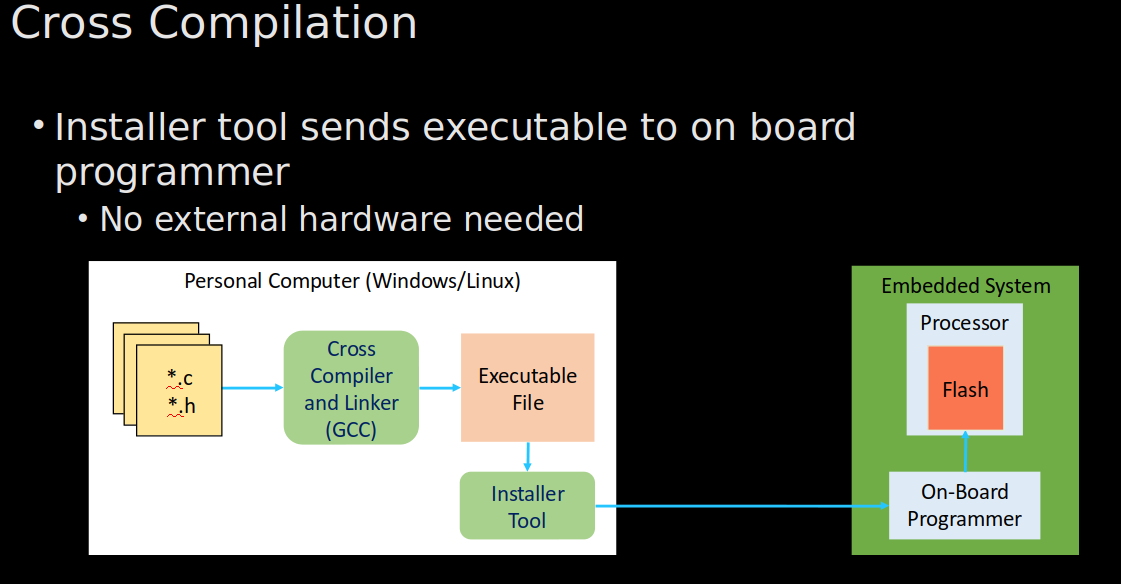 Cross Compilation
• Installer tool sends executable to on board
programmer
• No external hardware needed
Personal Computer (Windows/Linux)
*.c
*.h
Cross
Compiler
and Linker
(GCC)
Executable
File
Installer
Tool
Embedded System
Processor
Flash
On-Board
Programmer